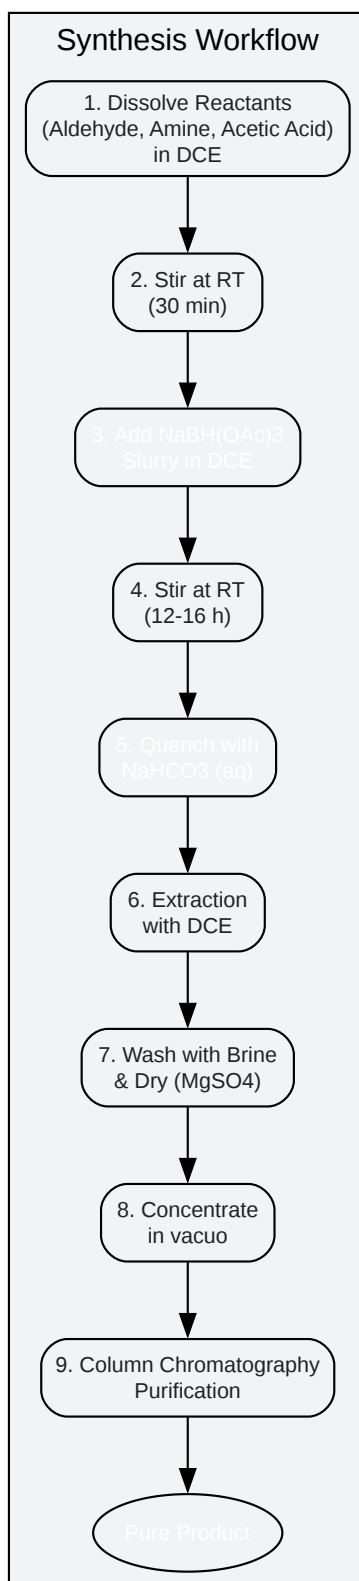 Synthesis Workflow
1. Dissolve Reactants
(Aldehyde, Amine, Acetic Acid)
in DCE
2. Stir at RT
(30 min)
3. Add NaBH(OAc)3
Slurry in DCE
4. Stir at RT
(12-16 h)
5. Quench with
NaHCO3 (aq)
6. Extraction
with DCE
7. Wash with Brine
& Dry (MgSO4)
8. Concentrate
in vacuo
9. Column Chromatography
Purification
Pure Product